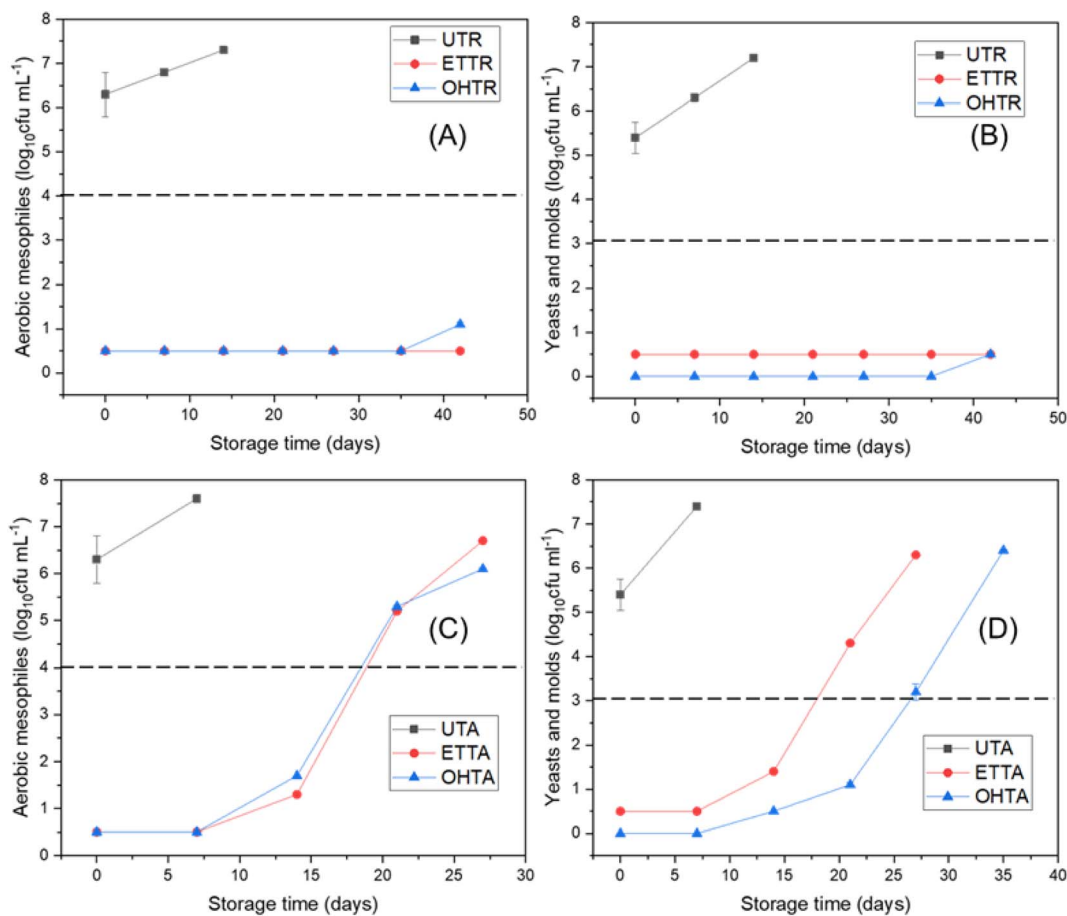 Aerobic mesophiles (log₁₀cfu mL⁻¹)
8
7
6
5
4
3
2
1
0
UTR
ETTR
OHTR
(A)
0 10 20 30 40 50
Storage time (days)
Yeasts and molds (log₁₀cfu mL⁻¹)
8
7
6
5
4
3
2
1
0
UTR
ETTR
OHTR
(B)
0 10 20 30 40 50
Storage time (days)
Aerobic mesophiles (log₁₀cfu mL⁻¹)
8
7
6
5
4
3
2
1
0
(C)
UTA
ETTA
OHTA
0 5 10 15 20 25 30
Storage time (days)
Yeasts and molds (log₁₀cfu ml⁻¹)
8
7
6
5
4
3
2
1
0
(D)
UTA
ETTA
OHTA
0 5 10 15 20 25 30 35 40
Storage time (days)